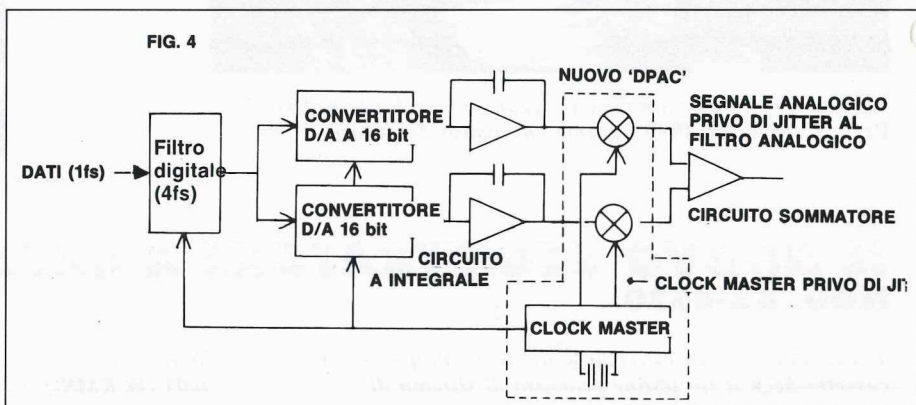 FIG. 4
NUOVO 'DPAC'
CONVERTITORE
D/A A 16 bit
SEGNALE ANALOGICO
PRIVO DI JITTER AL
FILTRO ANALOGICO
DATI (1fs)
Filtro
digitale
(4fs)
CONVERTITORE
D/A 16 bit
CIRCUITO
A INTEGRALE
CIRCUITO SOMMATORE
CLOCK MASTER PRIVO DI
CLOCK MASTER